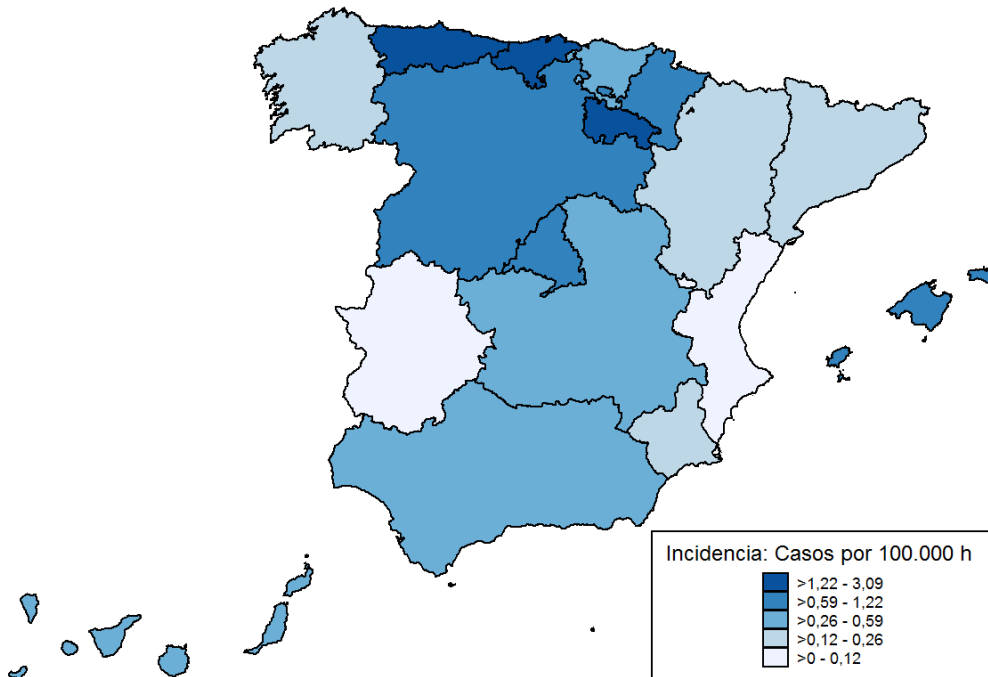 Incidencia: Casos por 100.000 h
>1,22 - 3,09
>0,59 - 1,22
>0,26 - 0,59
>0,12 - 0,26
>0 - 0,12